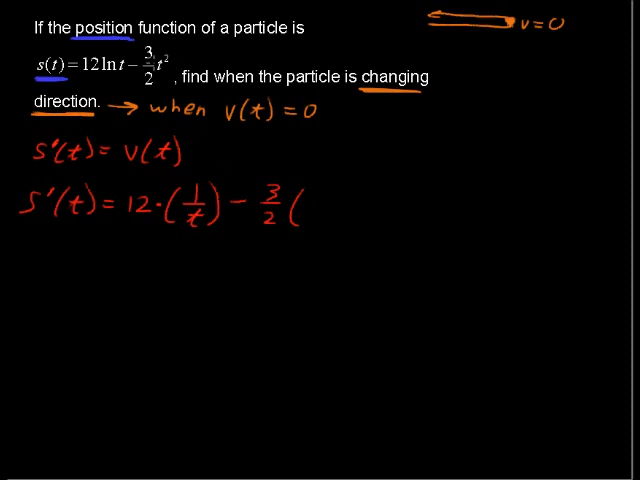 If the position function of a particle is
v=0
s(t) = 12 ln t − 3/2 t², find when the particle is changing
direction. → when v(t) = 0
s'(t) = v(t)
s'(t) = 12 · (1/t) − 3/2 (